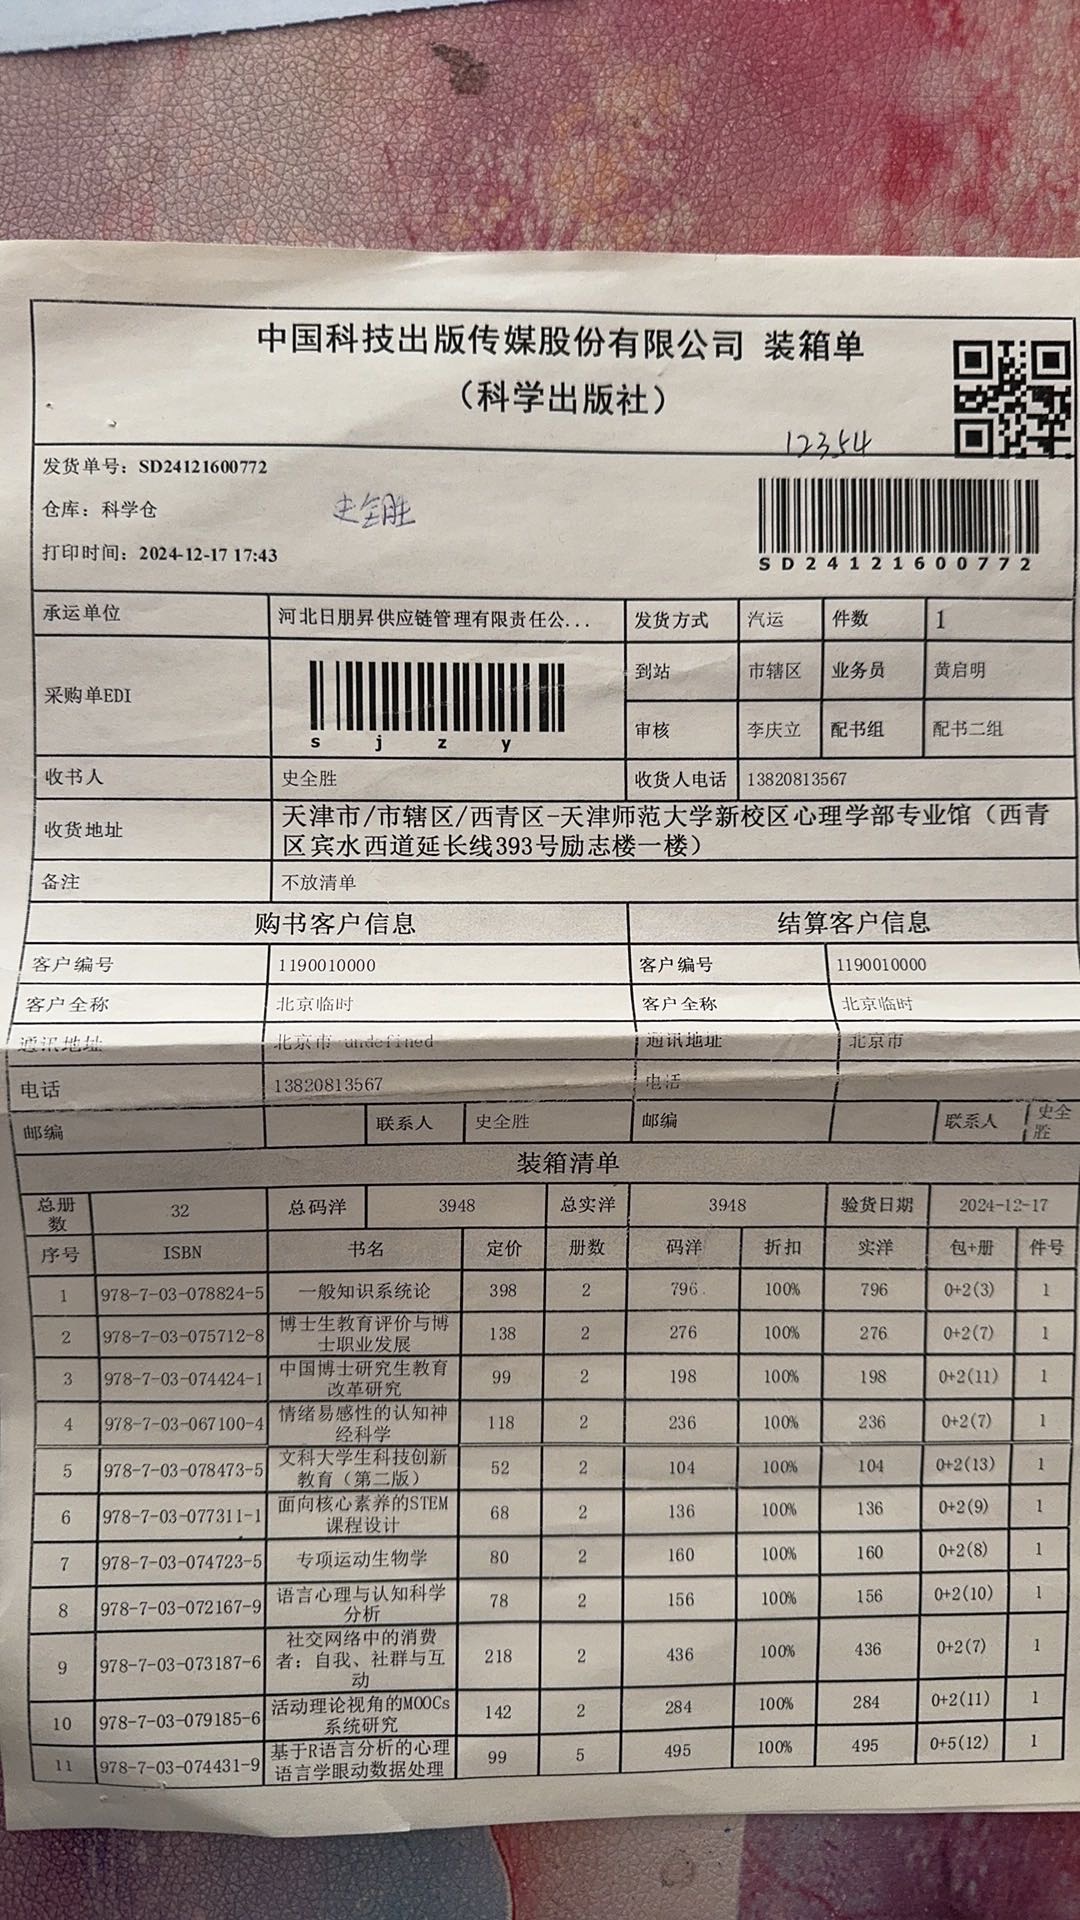 中国科技出版传媒股份有限公司 装箱单
（科学出版社）
12354
发货单号：SD24121600772
仓库：科学仓
史全胜
打印时间：2024-12-17 17:43
SD24121600772
承运单位 河北日朋昇供应链管理有限责任公... 发货方式 汽运 件数 1
采购单EDI sjzy 到站 市辖区 业务员 黄启明
审核 李庆立 配书组 配书二组
收书人 史全胜 收货人电话 13820813567
收货地址 天津市/市辖区/西青区-天津师范大学新校区心理学部专业馆（西青
区宾水西道延长线393号励志楼一楼）
备注 不放清单
购书客户信息 结算客户信息
客户编号 1190010000 客户编号 1190010000
客户全称 北京临时 客户全称 北京临时
通讯地址 北京市 undefined 通讯地址 北京市
电话 13820813567 电话
邮编 联系人 史全胜 邮编 联系人 史全
胜
装箱清单
总册
数 32 总码洋 3948 总实洋 3948 验货日期 2024-12-17
序号 ISBN 书名 定价 册数 码洋 折扣 实洋 包+册 件号
1 978-7-03-078824-5 一般知识系统论 398 2 796 100% 796 0+2(3) 1
2 978-7-03-075712-8 博士生教育评价与博
士职业发展 138 2 276 100% 276 0+2(7) 1
3 978-7-03-074424-1 中国博士研究生教育
改革研究 99 2 198 100% 198 0+2(11) 1
4 978-7-03-067100-4 情绪易感性的认知神
经科学 118 2 236 100% 236 0+2(7) 1
5 978-7-03-078473-5 文科大学生科技创新
教育（第二版） 52 2 104 100% 104 0+2(13) 1
6 978-7-03-077311-1 面向核心素养的STEM
课程设计 68 2 136 100% 136 0+2(9) 1
7 978-7-03-074723-5 专项运动生物学 80 2 160 100% 160 0+2(8) 1
8 978-7-03-072167-9 语言心理与认知科学
分析 78 2 156 100% 156 0+2(10) 1
9 978-7-03-073187-6 社交网络中的消费
者：自我、社群与互
动 218 2 436 100% 436 0+2(7) 1
10 978-7-03-079185-6 活动理论视角的MOOCs
系统研究 142 2 284 100% 284 0+2(11) 1
11 978-7-03-074431-9 基于R语言分析的心理
语言学眼动数据处理 99 5 495 100% 495 0+5(12) 1